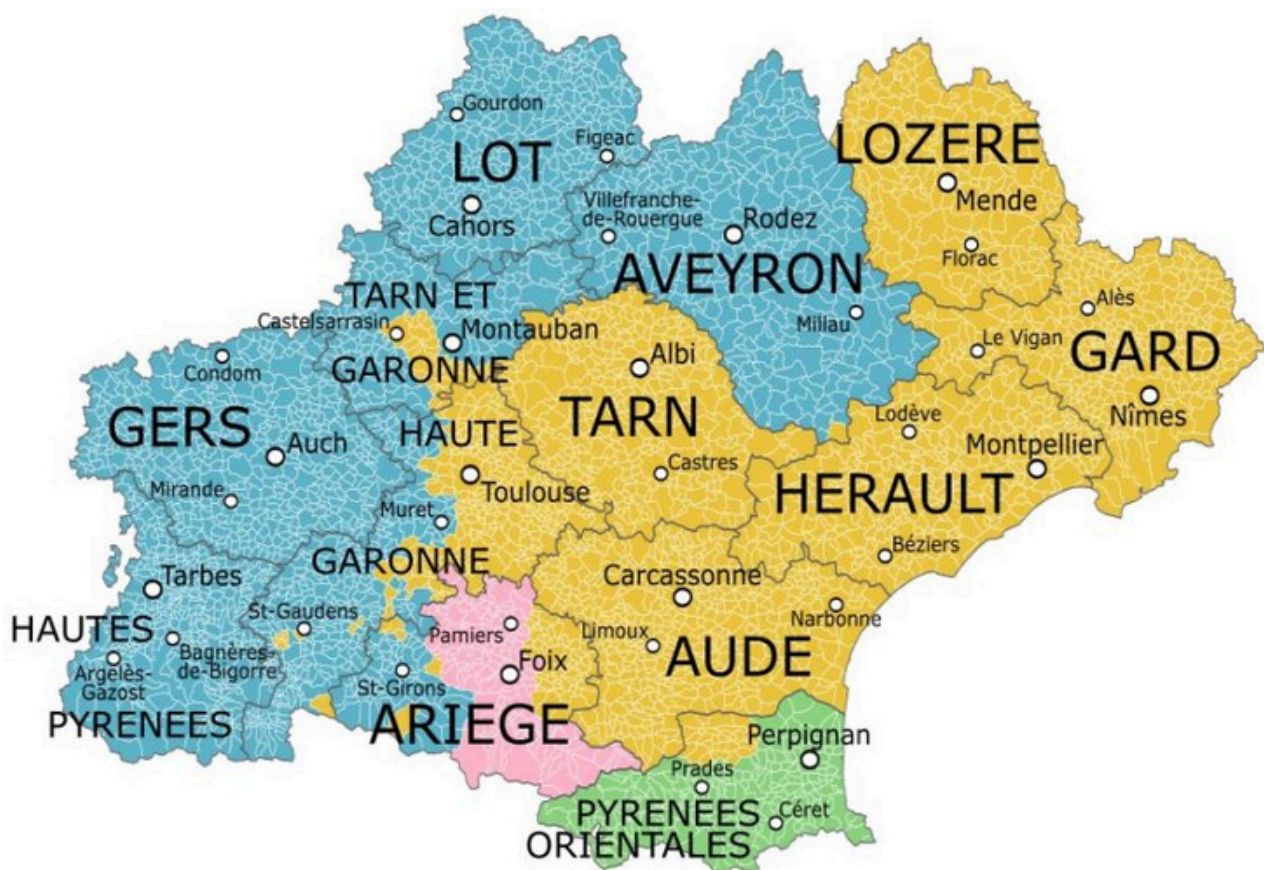 Gourdon
Figeac
LOT
LOZERE
Mende
Villefranche-
de-Rouergue
Rodez
Cahors
Florac
AVEYRON
TARN ET
Castelsarrasin
Montauban
Millau
Alès
Le Vigan
GARD
Albi
Condom
GARONNE
Nîmes
GERS
HAUTE
TARN
Lodève
Auch
Montpellier
Castres
Mirande
Toulouse
HERAULT
Muret
Béziers
GARONNE
Tarbes
Carcassonne
HAUTES
St-Gaudens
Narbonne
Pamiers
Limoux
Bagnères-
de-Bigorre
Argelès-
Gazost
Foix
AUDE
St-Girons
PYRENEES
ARIEGE
Perpignan
Prades
PYRENEES
ORIENTALES
Céret